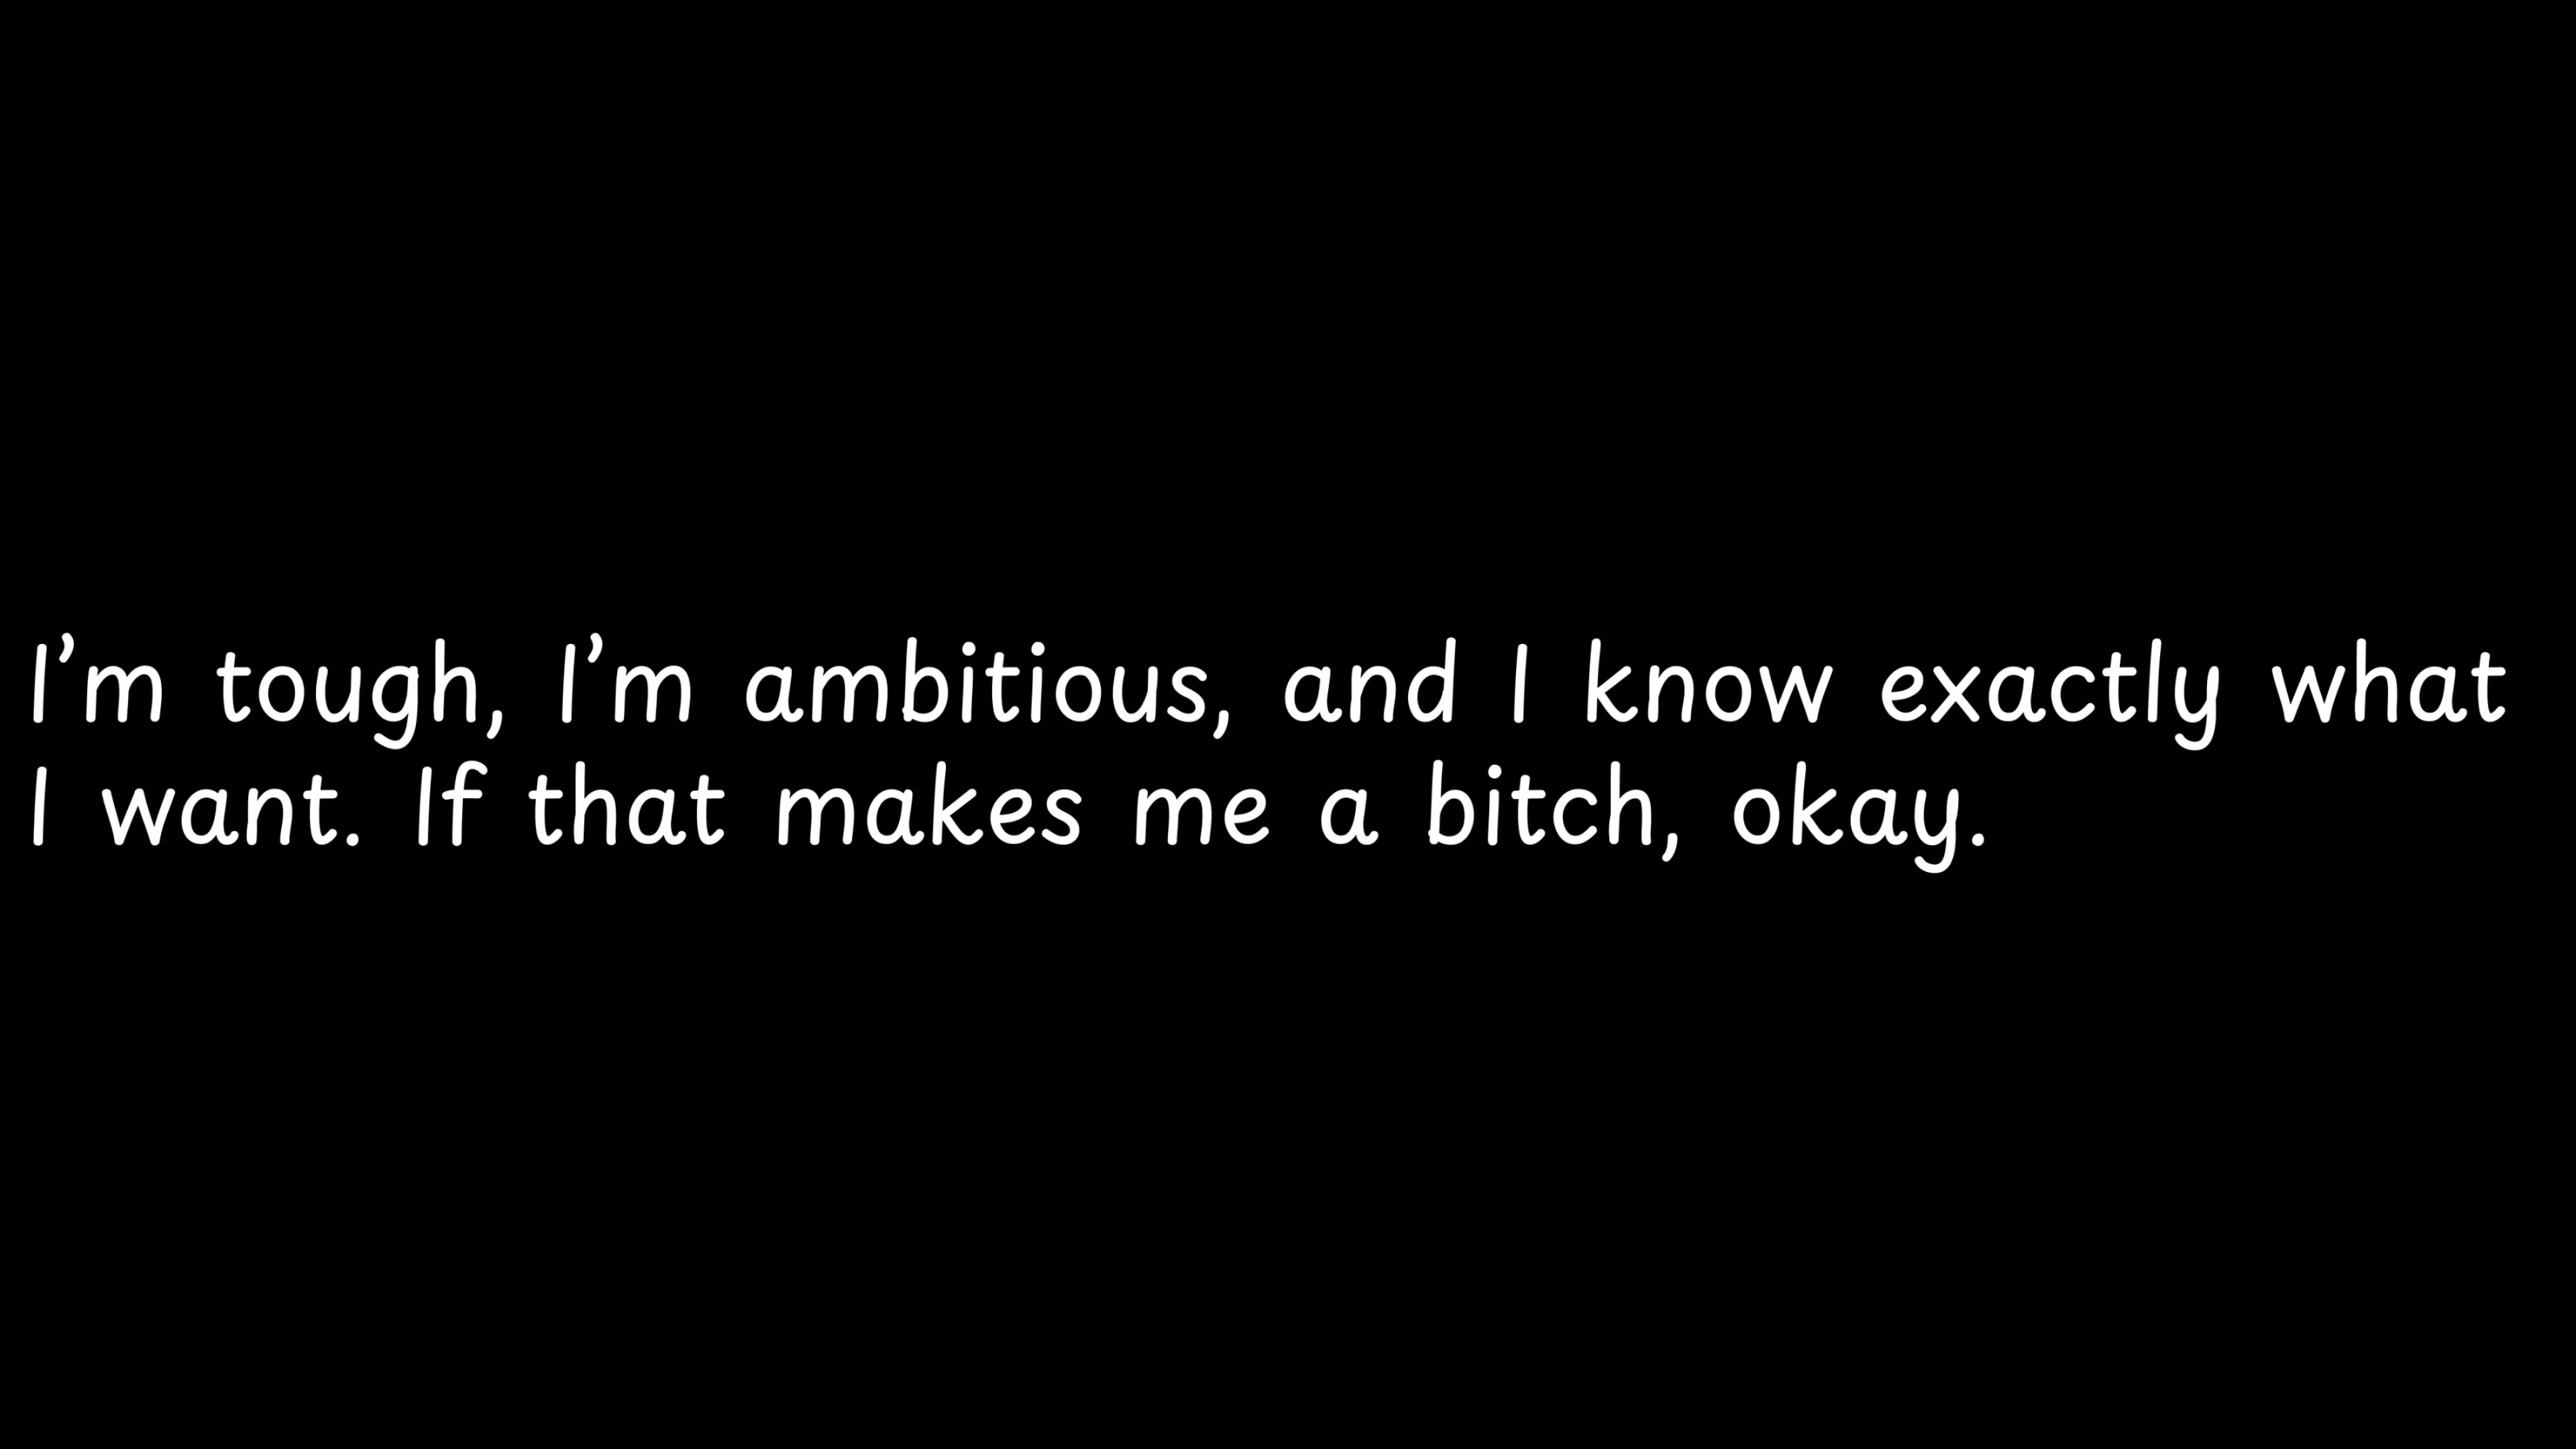 I’m tough, I’m ambitious, and I know exactly what
I want. If that makes me a bitch, okay.